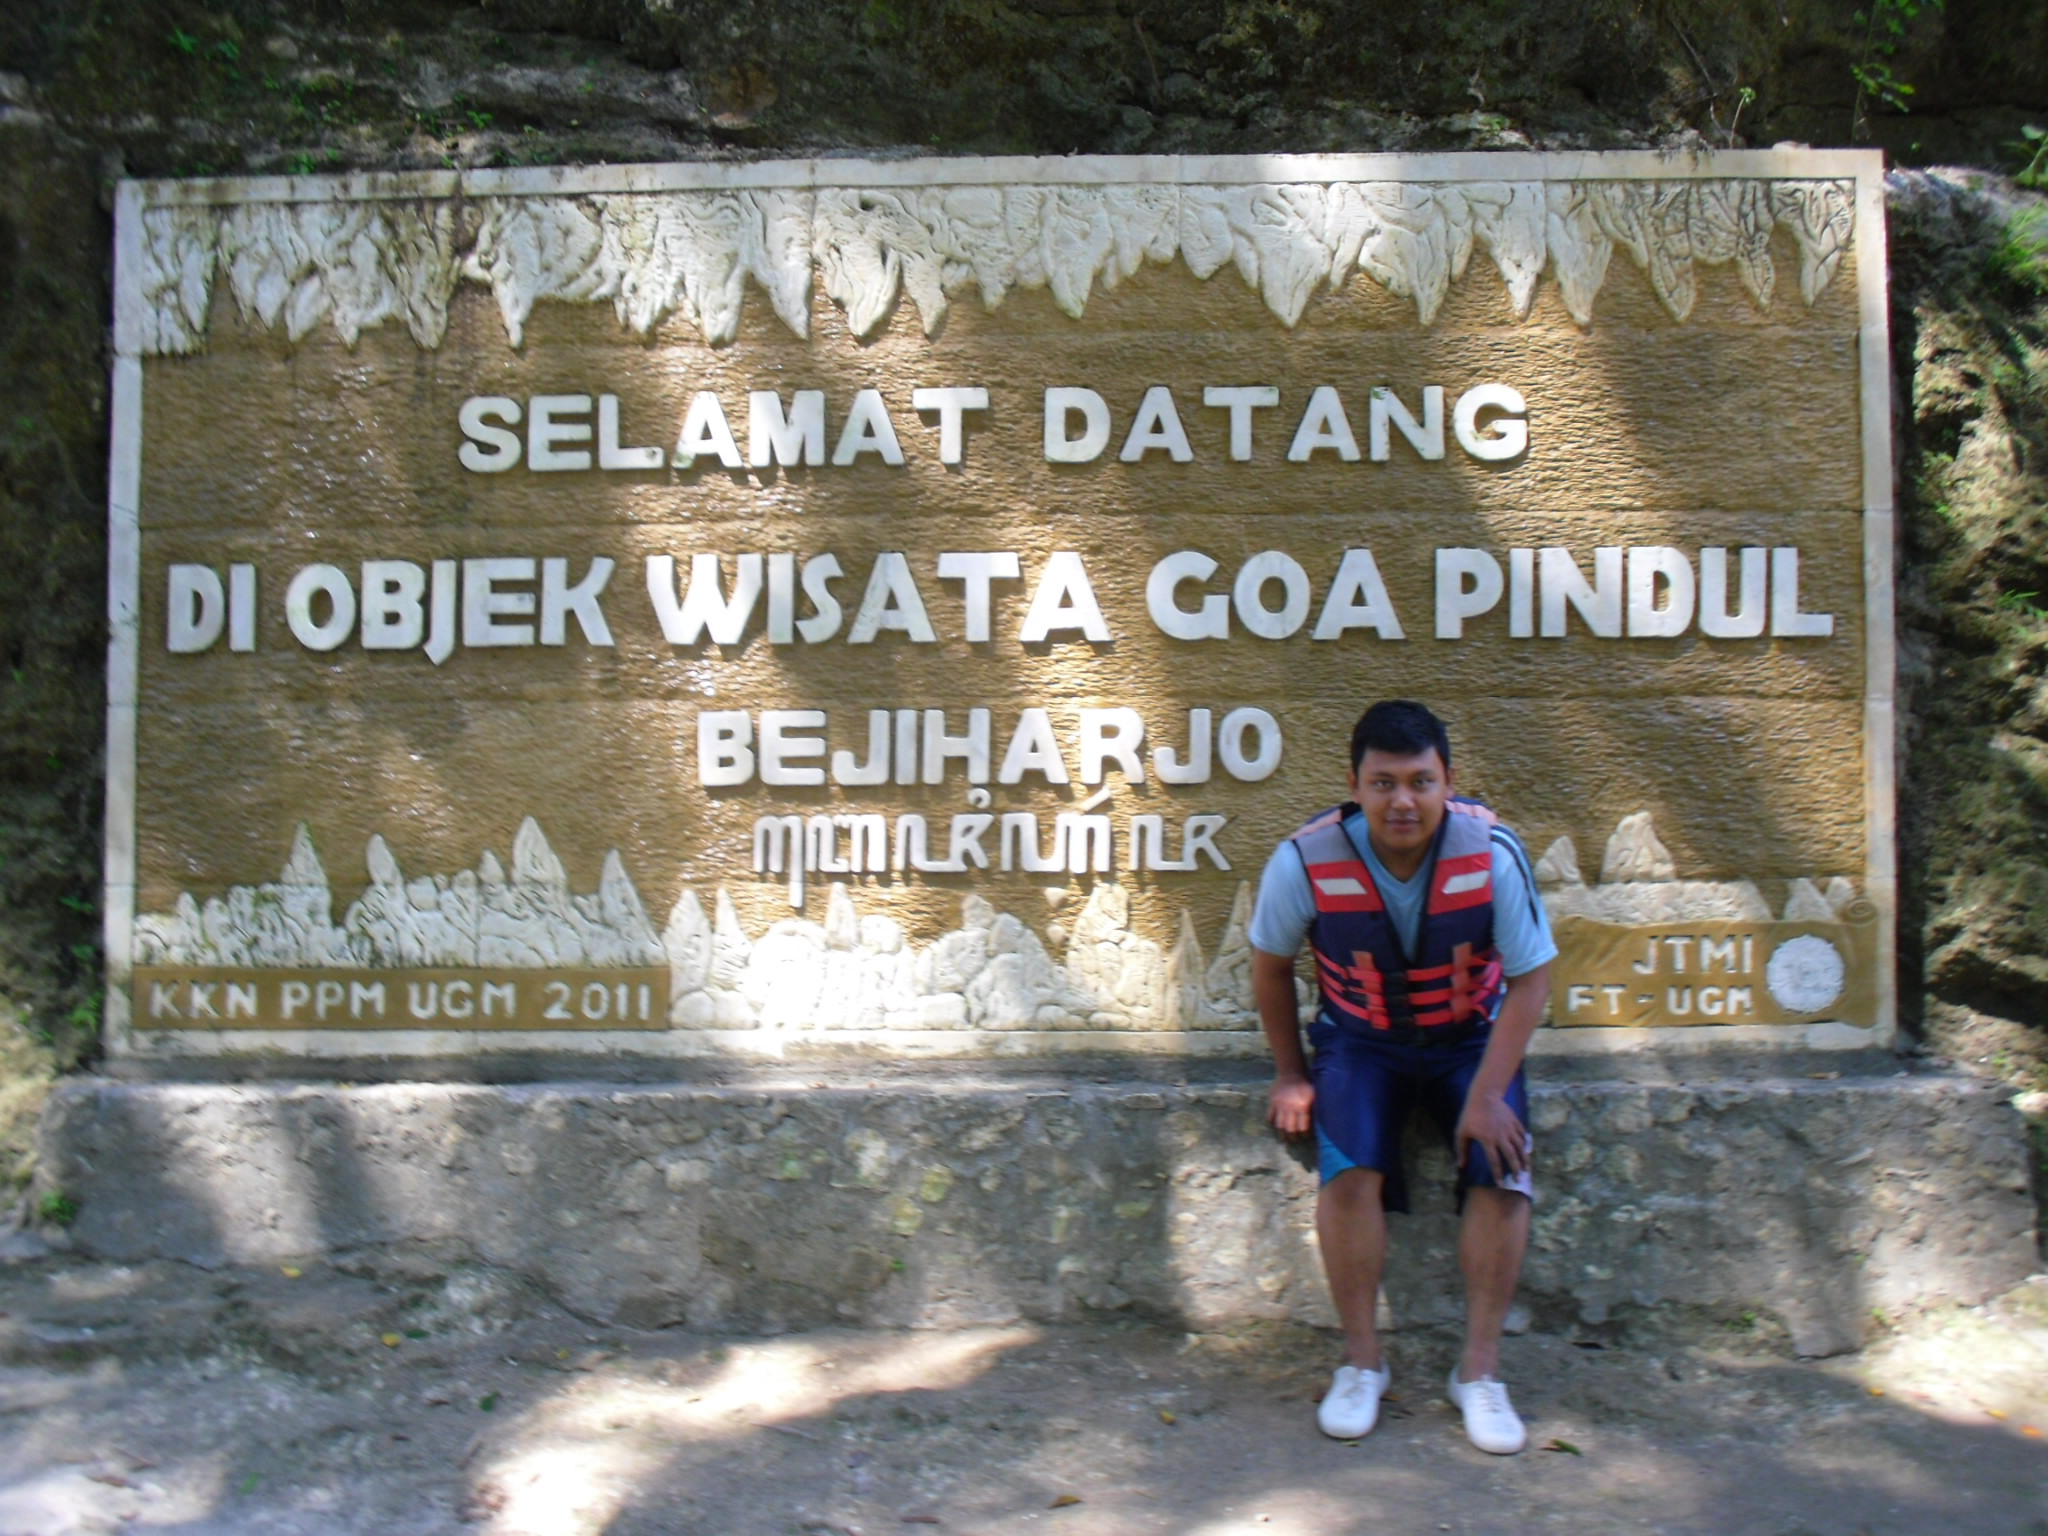 SELAMAT DATANG
DI OBJEK WISATA GOA PINDUL
BEJIHARJO
KKN PPM UGM 2011
JTMI
FT - UGM